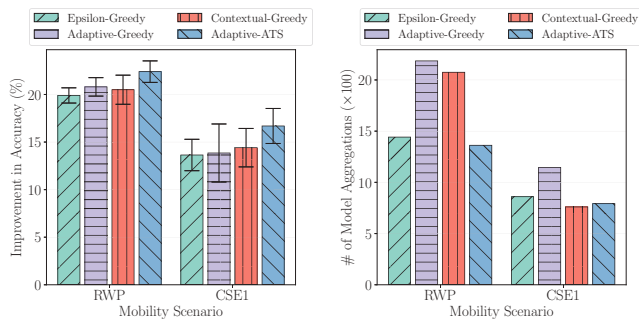 Epsilon-Greedy
Contextual-Greedy
Adaptive-Greedy
Adaptive-ATS
Improvement in Accuracy (%)
20
15
10
5
0
RWP
CSE1
Mobility Scenario
Epsilon-Greedy
Contextual-Greedy
Adaptive-Greedy
Adaptive-ATS
# of Model Aggregations (×100)
20
15
10
5
0
RWP
CSE1
Mobility Scenario